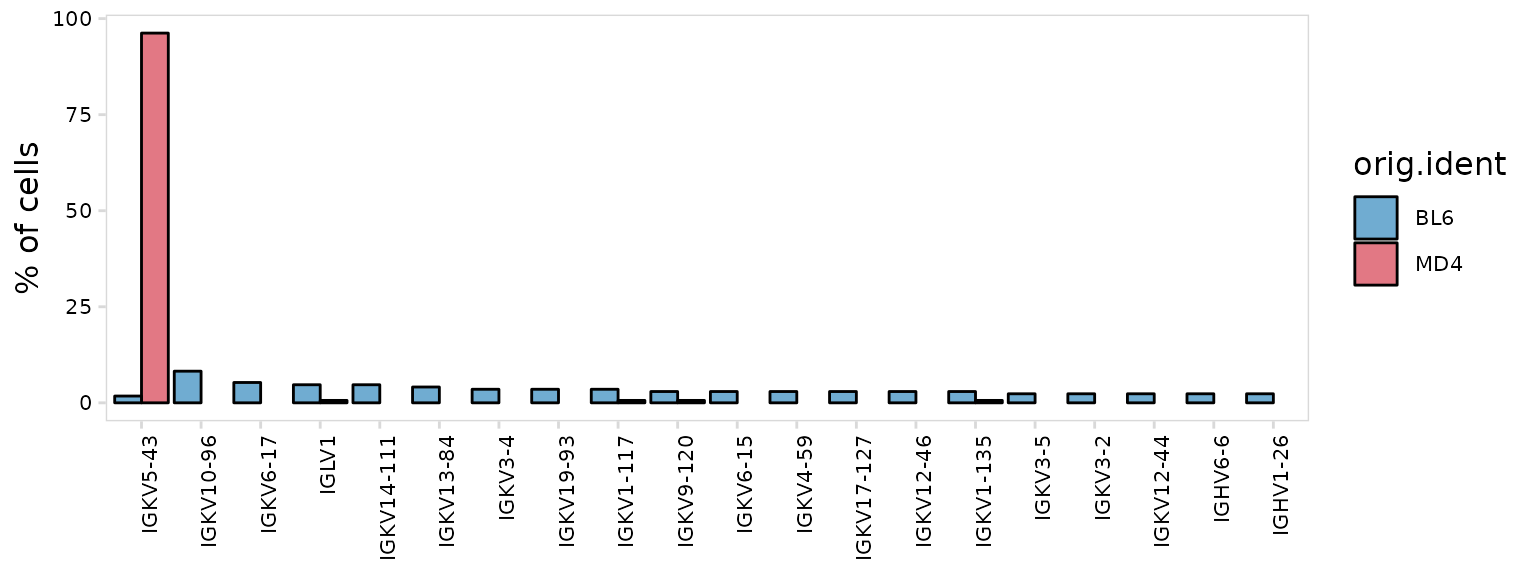 100
75
50
25
0
% of cells
IGKV5-43
IGKV10-96
IGKV6-17
IGLV1
IGKV14-111
IGKV13-84
IGKV3-4
IGKV19-93
IGKV1-117
IGKV9-120
IGKV6-15
IGKV4-59
IGKV17-127
IGKV12-46
IGKV1-135
IGKV3-5
IGKV3-2
IGKV12-44
IGHV6-6
IGHV1-26
orig.ident
BL6
MD4